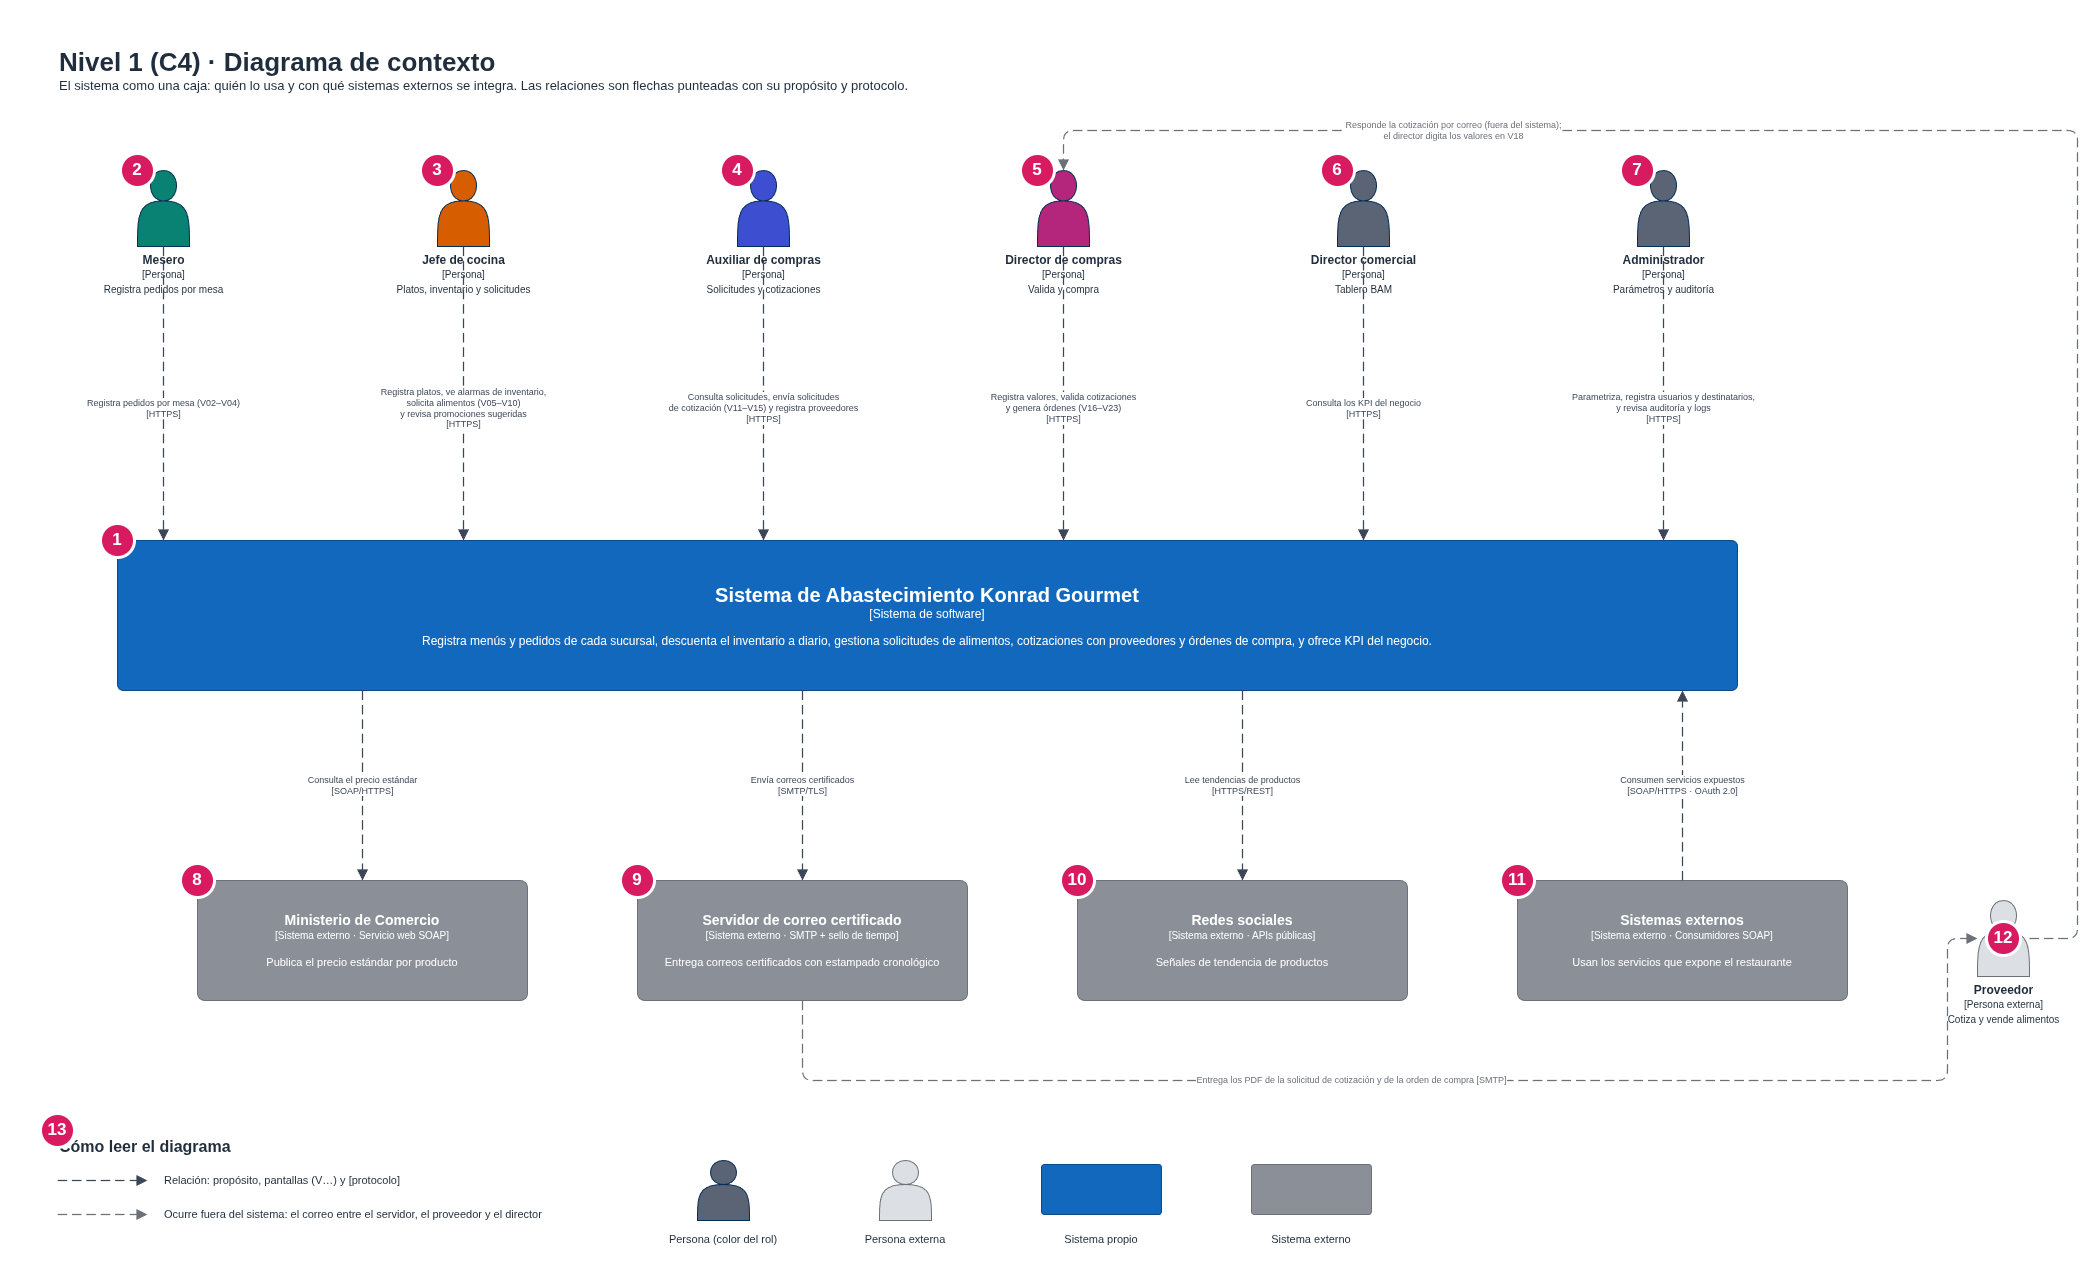 Nivel 1 (C4) · Diagrama de contexto
El sistema como una caja: quién lo usa y con qué sistemas externos se integra. Las relaciones son flechas punteadas con su propósito y protocolo.
Responde la cotización por correo (fuera del sistema);
el director digita los valores en V18
2
3
4
5
6
7
Mesero
[Persona]
Registra pedidos por mesa
Jefe de cocina
[Persona]
Platos, inventario y solicitudes
Auxiliar de compras
[Persona]
Solicitudes y cotizaciones
Director de compras
[Persona]
Valida y compra
Director comercial
[Persona]
Tablero BAM
Administrador
[Persona]
Parámetros y auditoría
Registra pedidos por mesa (V02–V04)
[HTTPS]
Registra platos, ve alarmas de inventario,
solicita alimentos (V05–V10)
y revisa promociones sugeridas
[HTTPS]
Consulta solicitudes, envía solicitudes
de cotización (V11–V15) y registra proveedores
[HTTPS]
Registra valores, valida cotizaciones
y genera órdenes (V16–V23)
[HTTPS]
Consulta los KPI del negocio
[HTTPS]
Parametriza, registra usuarios y destinatarios,
y revisa auditoría y logs
[HTTPS]
1
Sistema de Abastecimiento Konrad Gourmet
[Sistema de software]
Registra menús y pedidos de cada sucursal, descuenta el inventario a diario, gestiona solicitudes de alimentos, cotizaciones con proveedores y órdenes de compra, y ofrece KPI del negocio.
Consulta el precio estándar
[SOAP/HTTPS]
Envía correos certificados
[SMTP/TLS]
Lee tendencias de productos
[HTTPS/REST]
Consumen servicios expuestos
[SOAP/HTTPS · OAuth 2.0]
8
Ministerio de Comercio
[Sistema externo · Servicio web SOAP]
Publica el precio estándar por producto
9
Servidor de correo certificado
[Sistema externo · SMTP + sello de tiempo]
Entrega correos certificados con estampado cronológico
10
Redes sociales
[Sistema externo · APIs públicas]
Señales de tendencia de productos
11
Sistemas externos
[Sistema externo · Consumidores SOAP]
Usan los servicios que expone el restaurante
12
Proveedor
[Persona externa]
Cotiza y vende alimentos
Entrega los PDF de la solicitud de cotización y de la orden de compra [SMTP]
13
Cómo leer el diagrama
Relación: propósito, pantallas (V…) y [protocolo]
Ocurre fuera del sistema: el correo entre el servidor, el proveedor y el director
Persona (color del rol)
Persona externa
Sistema propio
Sistema externo